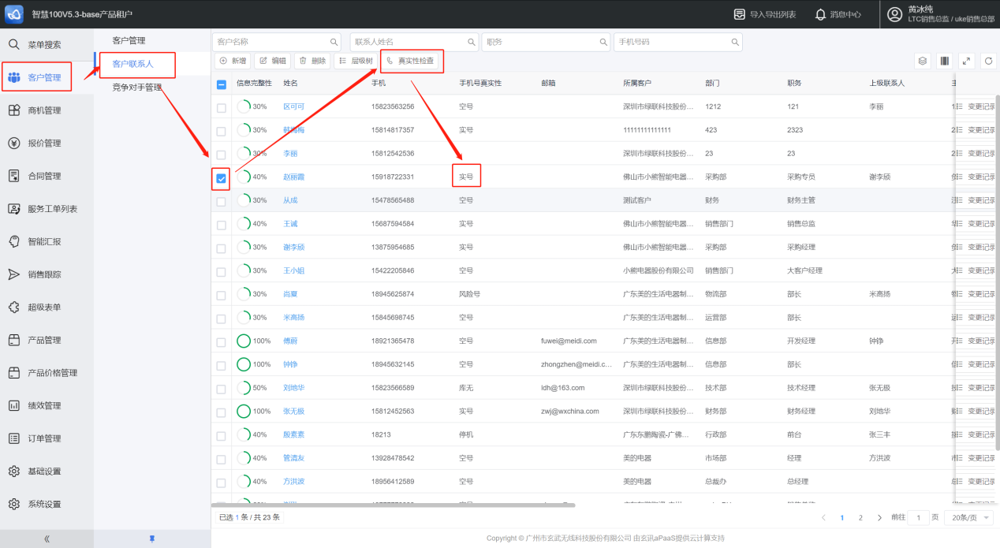 智慧100V5.3-base产品租户
导入导出列表
消息中心
黄冰纯
LTC销售总监 / uke销售总部
菜单搜索
客户管理
商机管理
报价管理
合同管理
服务工单列表
智能汇报
销售跟踪
超级表单
产品管理
产品价格管理
绩效管理
订单管理
基础设置
系统设置
客户管理
客户联系人
竞争对手管理
客户名称 联系人姓名 职务 手机号码
新增 编辑 删除 层级树 真实性检查
信息完整性 姓名 手机 手机号真实性 邮箱 所属客户 部门 职务 上级联系人
30% 区可可 15823563256 空号 深圳市绿联科技股份... 1212 121 李丽 变更记录
30% 韩梅梅 15814817357 实号 11111111111111 423 2323 变更记录
30% 李丽 15812542536 深圳市绿联科技股份... 23 23 变更记录
40% 赵丽霞 15918722331 实号 佛山市小熊智能电器... 采购部 采购专员 谢李颀 变更记录
30% 从成 15478565488 空号 测试客户 财务 财务主管 变更记录
40% 王诚 15687594584 实号 佛山市小熊智能电器... 销售部门 销售总监 变更记录
30% 谢李颀 13875954685 实号 佛山市小熊智能电器... 采购部 采购经理 变更记录
30% 王小姐 15422205846 空号 小熊电器股份有限公司 销售部门 大客户经理 变更记录
30% 尚夏 18945625874 风险号 广东美的生活电器制... 物流部 部长 米高扬 变更记录
30% 米高扬 15845698745 空号 广东美的生活电器制... 运营部 部长 变更记录
100% 傅蔚 18921365478 空号 fuwei@meidi.com 广东美的生活电器制... 信息部 开发经理 钟铮 变更记录
100% 钟铮 18945632145 空号 zhongzhen@meidi.c... 广东美的生活电器制... 信息部 部长 变更记录
50% 刘地华 15823566589 库无 ldh@163.com 深圳市绿联科技股份... 技术部 技术经理 张无极 变更记录
100% 张无极 15812452563 实号 zwj@wxchina.com 深圳市绿联科技股份... 财务部 财务经理 刘地华 变更记录
40% 殷素素 18213 停机 广东东鹏陶瓷-广佛... 行政部 前台 张三丰 变更记录
40% 管清友 13928478542 空号 美的电器 市场部 经理 方洪波 变更记录
40% 方洪波 18956412589 空号 美的电器 总裁办 总经理 变更记录
已选 1 条 / 共 23 条
1 2 前往 1 页 20条/页
Copyright © 广州市玄武无线科技股份有限公司 由玄讯aPaaS提供云计算支持